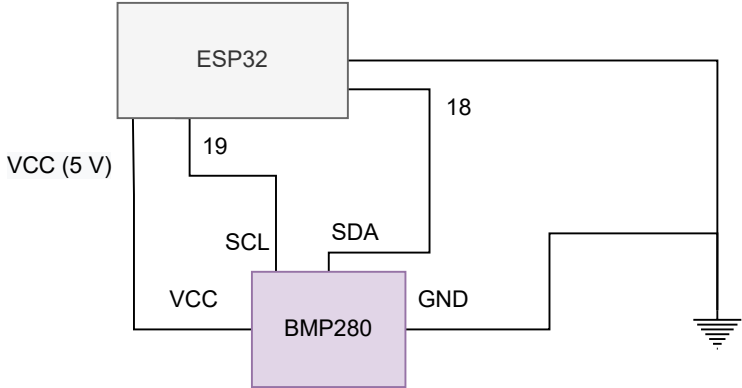 ESP32
18
19
VCC (5 V)
SDA
SCL
VCC
GND
BMP280